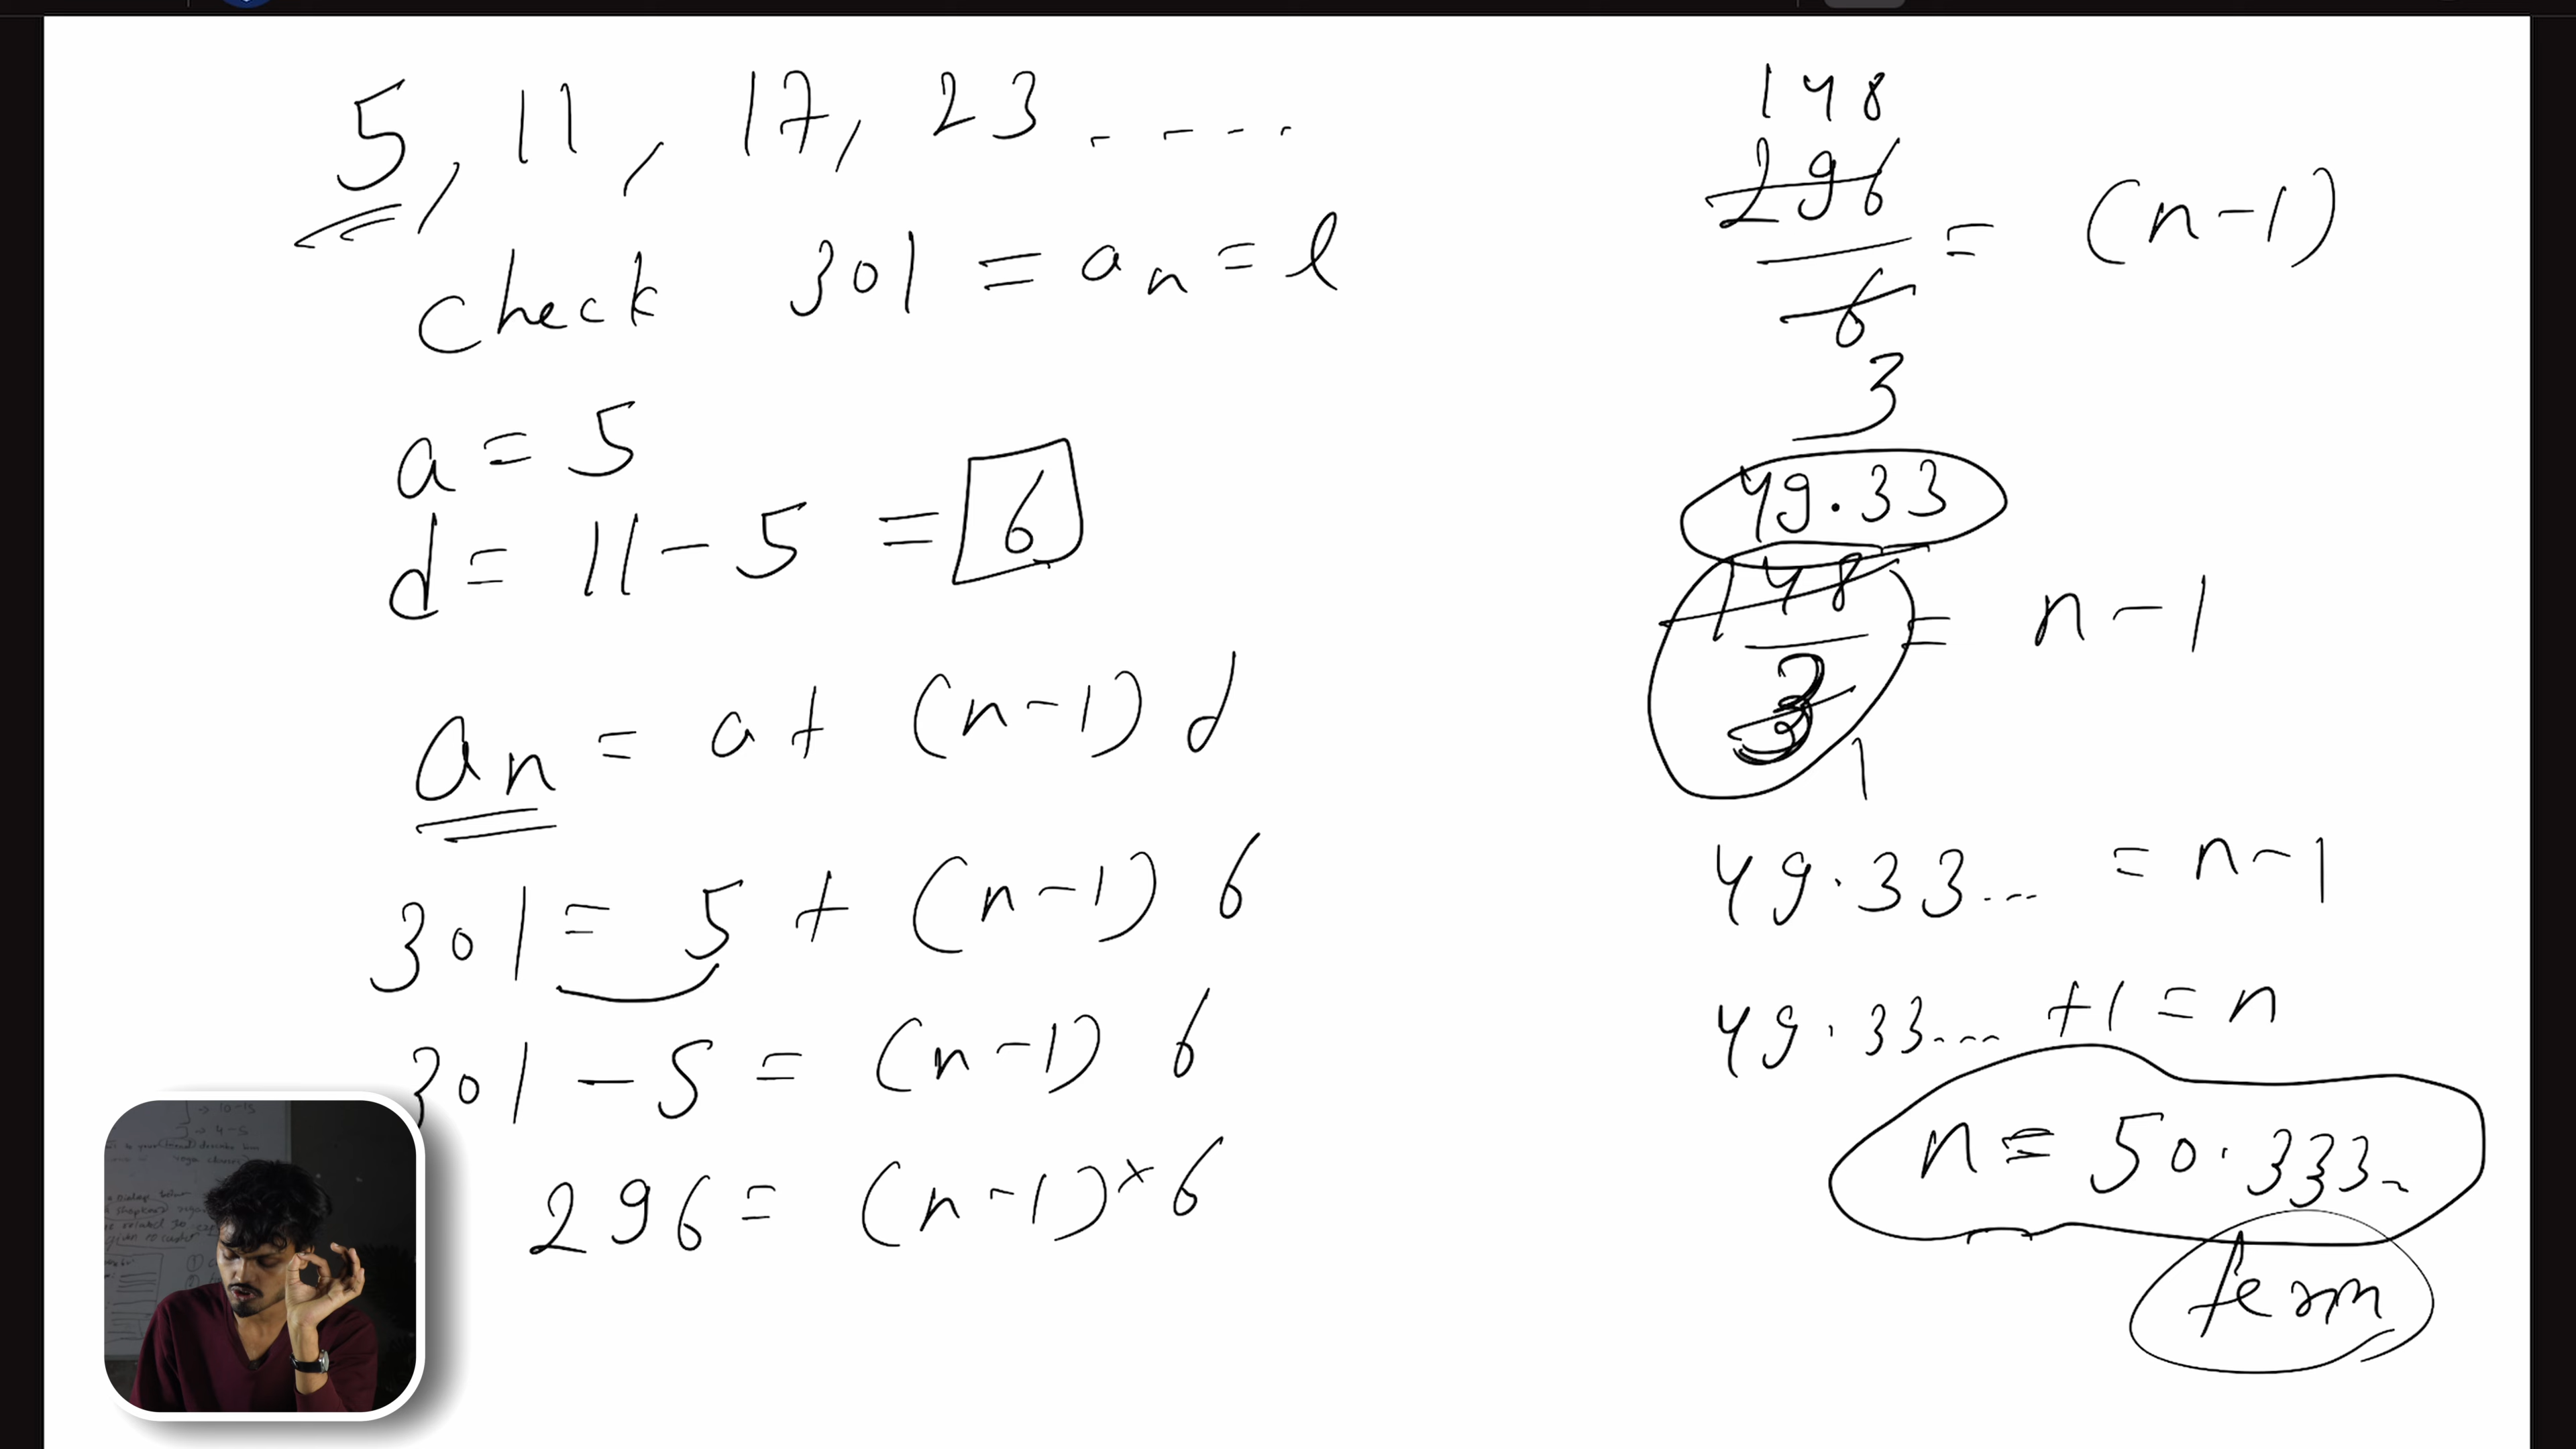 5, 11, 17, 23 . - - - .
check 301 = an = l
a = 5
d = 11 - 5 = 6
an = a + (n-1) d
301 = 5 + (n-1) 6
301 - 5 = (n-1) 6
296 = (n-1) × 6
148
296
= (n-1)
6
3
49.33
148
= n-1
3
1
49.33... = n-1
49.33... +1 = n
n = 50.333..
term